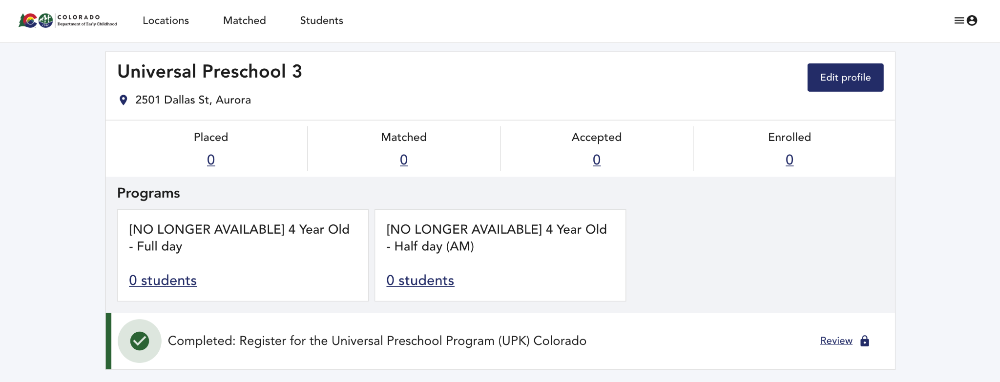 COLORADO
Department of Early Childhood
CDEC
Locations
Matched
Students
Universal Preschool 3
Edit profile
2501 Dallas St, Aurora
Placed
Matched
Accepted
Enrolled
0
0
0
0
Programs
[NO LONGER AVAILABLE] 4 Year Old
- Full day
0 students
[NO LONGER AVAILABLE] 4 Year Old
- Half day (AM)
0 students
Completed: Register for the Universal Preschool Program (UPK) Colorado
Review